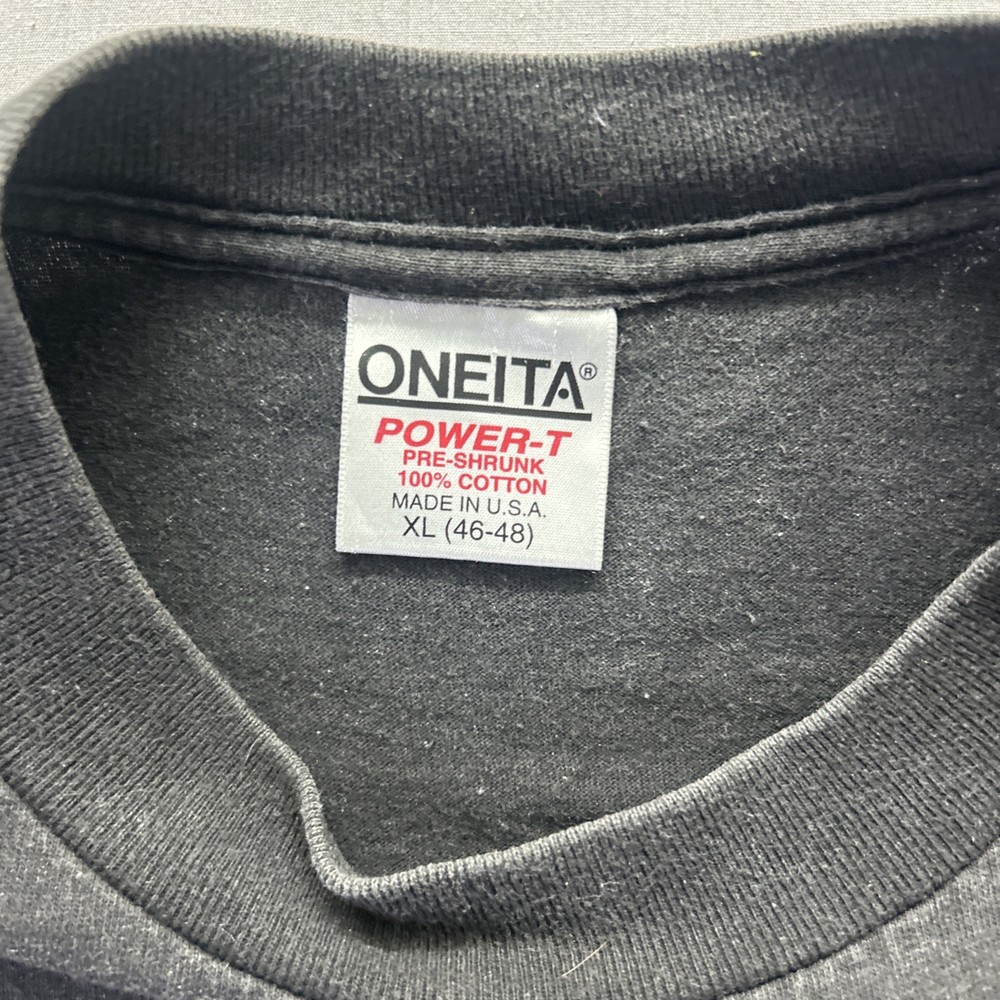 ONEITA®
POWER-T
PRE-SHRUNK
100% COTTON
MADE IN U.S.A.
XL (46-48)